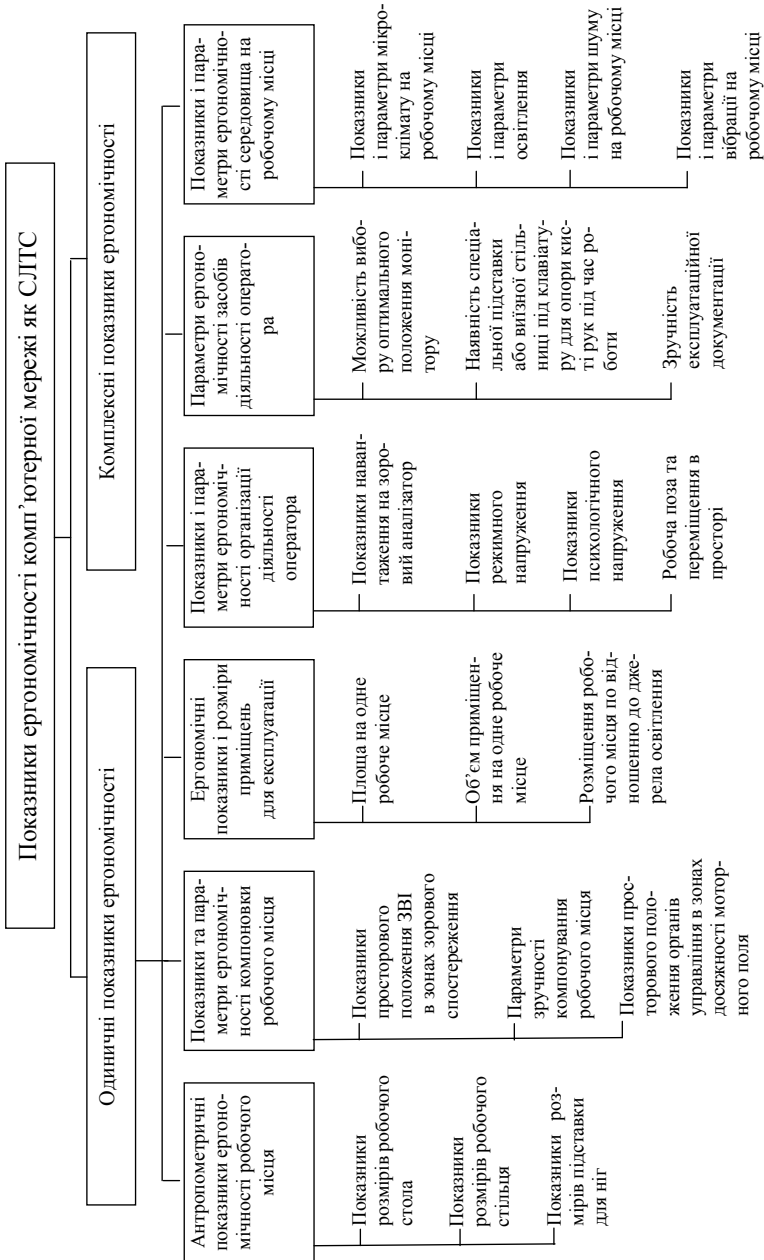 Показники ергономічності комп’ютерної мережі як СЛТС
Одиничні показники ергономічності
Комплексні показники ергономічності
Антропометричні
показники ергоно-
мічності робочого
місця
Показники
розмірів робочого
стола
Показники
розмірів робочого
стільця
Показники роз-
мірів підставки
для ніг
Показники та пара-
метри ергономіч-
ності компоновки
робочого місця
Показники
просторового
положення ЗВІ
в зонах зорового
спостереження
Параметри
зручності
компонування
робочого місця
Показники прос-
торового поло-
ження органів
управління в зонах
досяжності мотор-
ного поля
Ергономічні
показники і розміри
приміщень
для експлуатації
Площа на одне
робоче місце
Об’єм приміщен-
ня на одне робоче
місце
Розміщення робо-
чого місця по від-
ношенню до дже-
рела освітлення
Показники і пара-
метри ергономіч-
ності організації
діяльності
оператора
Показники наван-
таження на зоро-
вий аналізатор
Показники
режимного
напруження
Показники
психологічного
напруження
Робоча поза та
переміщення в
просторі
Параметри ергоно-
мічності засобів
діяльності операто-
ра
Можливість вибо-
ру оптимального
положення моні-
тору
Наявність спеціа-
льної підставки
або виїзної стіль-
ниці під клавіату-
ру для опори кис-
ті рук під час ро-
боти
Зручність
експлуатаційної
документації
Показники і пара-
метри ергономічно-
сті середовища на
робочому місці
Показники
і параметри мікро-
клімату на
робочому місці
Показники
і параметри
освітлення
Показники
і параметри шуму
на робочому місці
Показники
і параметри
вібрації на
робочому місці